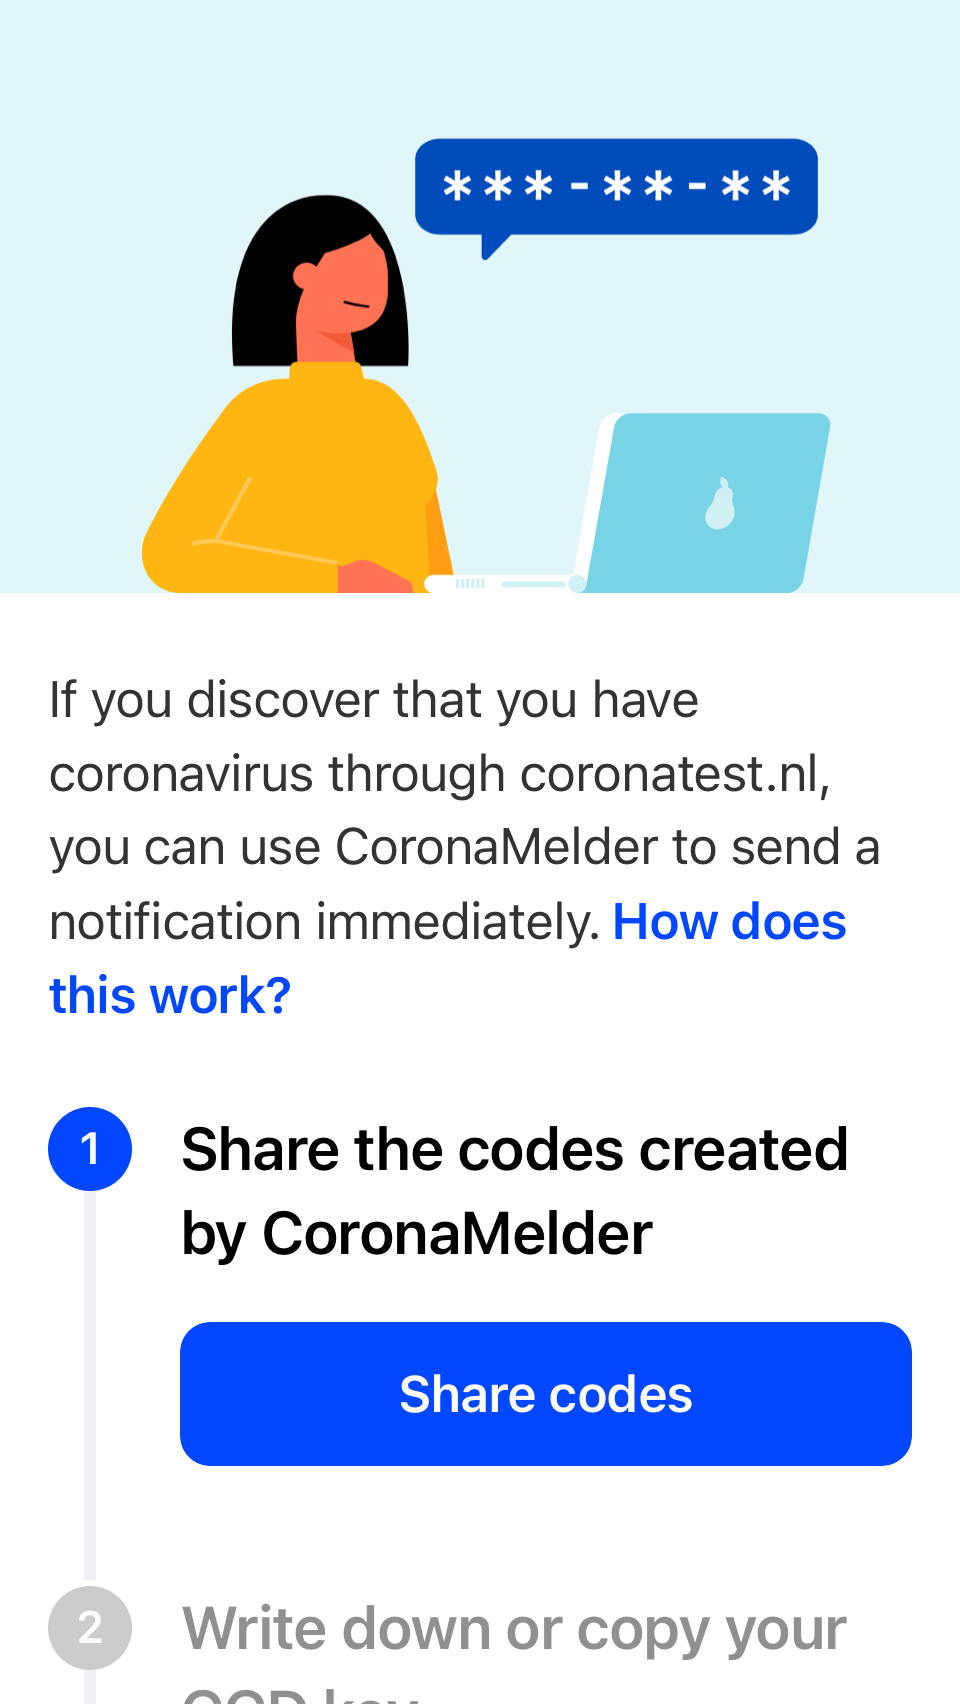 ***-**-**
If you discover that you have
coronavirus through coronatest.nl,
you can use CoronaMelder to send a
notification immediately. How does
this work?
1
Share the codes created
by CoronaMelder
Share codes
2
Write down or copy your